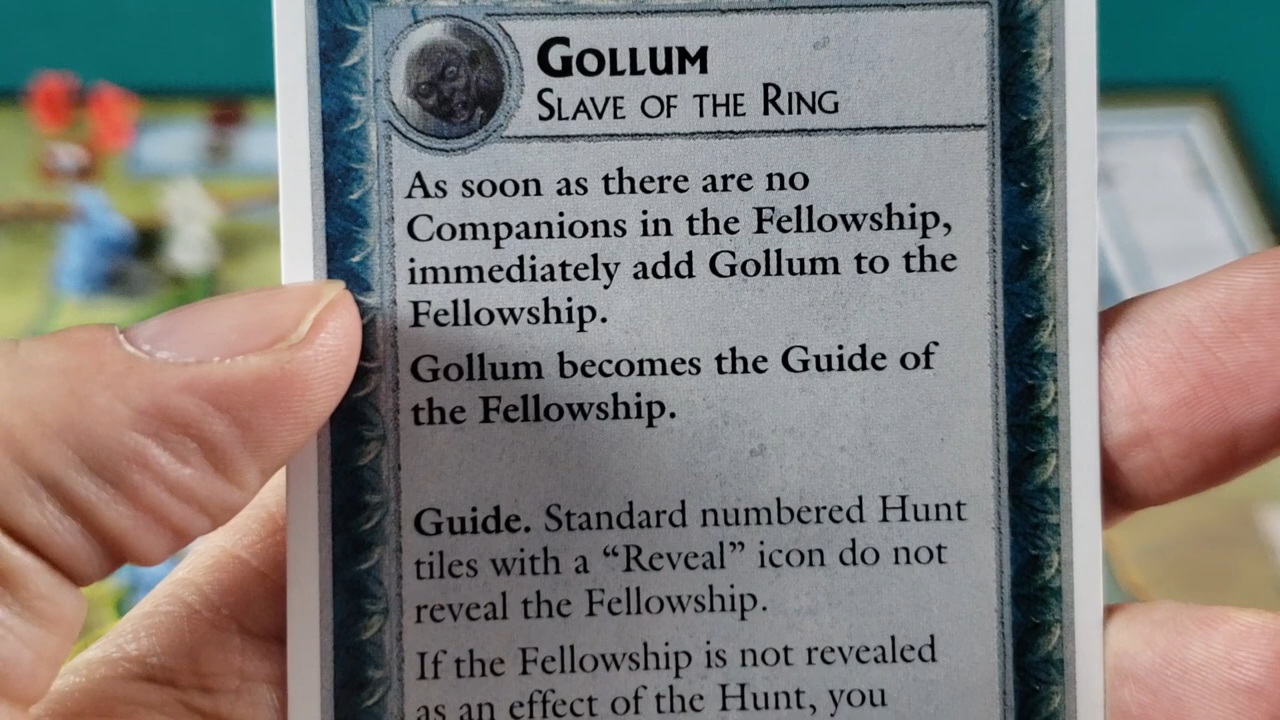 GOLLUM
SLAVE OF THE RING
As soon as there are no
Companions in the Fellowship,
immediately add Gollum to the
Fellowship.
Gollum becomes the Guide of
the Fellowship.
Guide. Standard numbered Hunt
tiles with a “Reveal” icon do not
reveal the Fellowship.
If the Fellowship is not revealed
as an effect of the Hunt, you